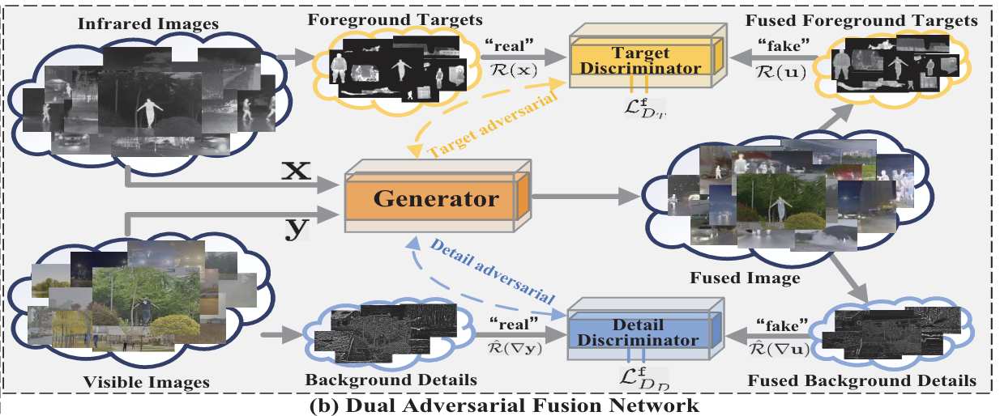 Infrared Images
Foreground Targets
Fused Foreground Targets
"real"
R(x)
Target
Discriminator
"fake"
R(u)
𝓛^f_{D_T}
Target adversarial
x
Generator
y
Detail adversarial
Fused Image
"real"
R̂(∇y)
Detail
Discriminator
"fake"
R̂(∇u)
𝓛^f_{D_D}
Visible Images
Background Details
Fused Background Details
(b) Dual Adversarial Fusion Network